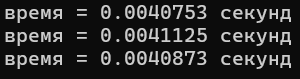 время = 0.0040753 секунд
время = 0.0041125 секунд
время = 0.0040873 секунд